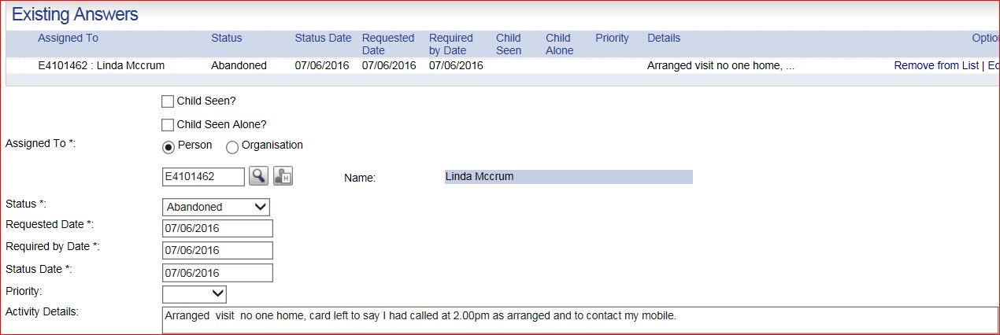 Existing Answers
Assigned To Status Status Date Requested Date Required by Date Child Seen Child Alone Priority Details Optio
E4101462 : Linda Mccrum Abandoned 07/06/2016 07/06/2016 07/06/2016 Arranged visit no one home, ... Remove from List | Ed
Child Seen?
Child Seen Alone?
Assigned To *: Person Organisation
E4101462 Name: Linda Mccrum
Status *: Abandoned
Requested Date *: 07/06/2016
Required by Date *: 07/06/2016
Status Date *: 07/06/2016
Priority:
Activity Details: Arranged visit no one home, card left to say I had called at 2.00pm as arranged and to contact my mobile.